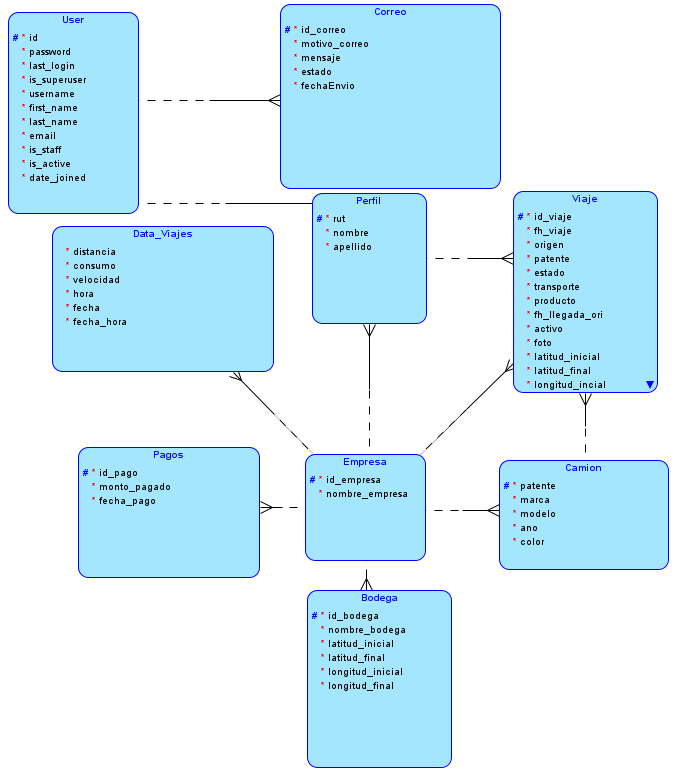 User
# * id
* password
* last_login
* is_superuser
* username
* first_name
* last_name
* email
* is_staff
* is_active
* date_joined
Correo
# * id_correo
* motivo_correo
* mensaje
* estado
* fechaEnvio
Perfil
# * rut
* nombre
* apellido
Viaje
# * id_viaje
* fh_viaje
* origen
* patente
* estado
* transporte
* producto
* fh_llegada_ori
* activo
* foto
* latitud_inicial
* latitud_final
* longitud_incial
Data_Viajes
* distancia
* consumo
* velocidad
* hora
* fecha
* fecha_hora
Pagos
# * id_pago
* monto_pagado
* fecha_pago
Empresa
# * id_empresa
* nombre_empresa
Camion
# * patente
* marca
* modelo
* ano
* color
Bodega
# * id_bodega
* nombre_bodega
* latitud_inicial
* latitud_final
* longitud_inicial
* longitud_final